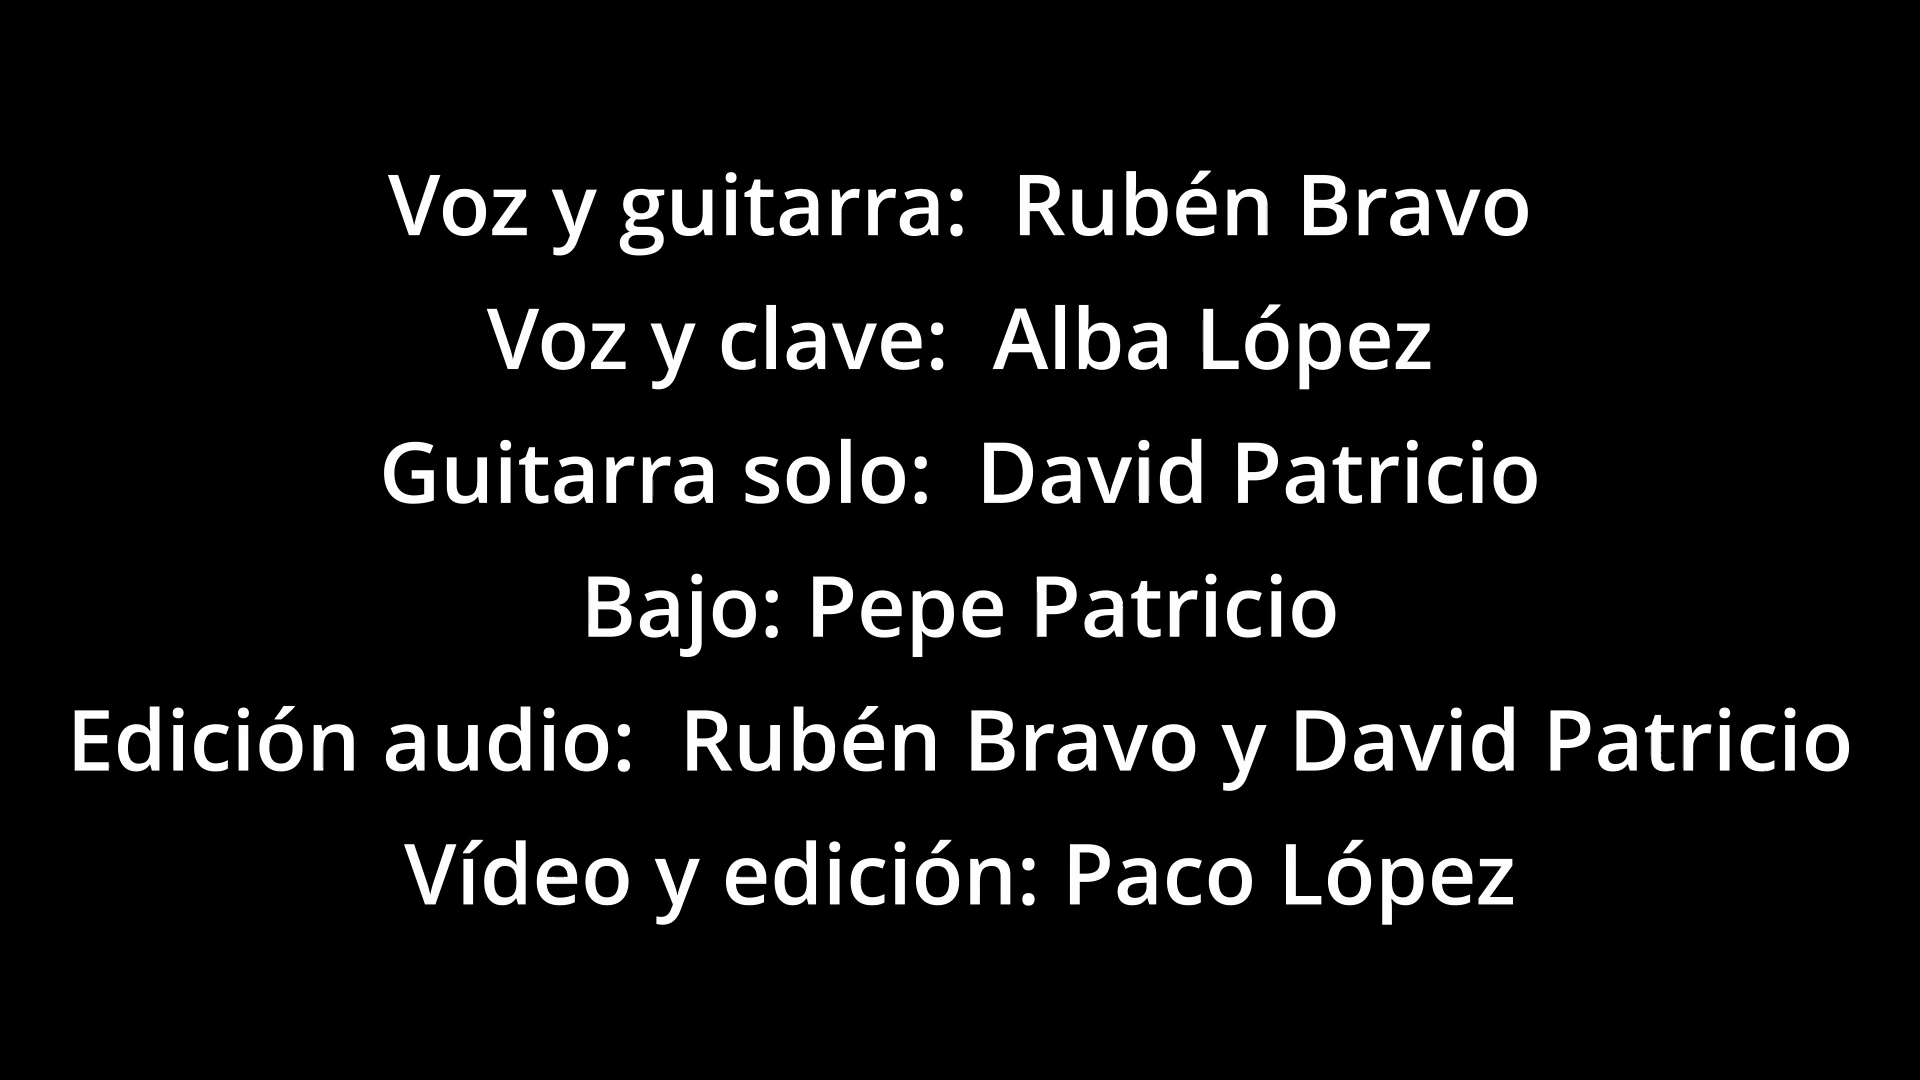 Voz y guitarra:  Rubén Bravo
Voz y clave:  Alba López
Guitarra solo:  David Patricio
Bajo: Pepe Patricio
Edición audio:  Rubén Bravo y David Patricio
Vídeo y edición: Paco López